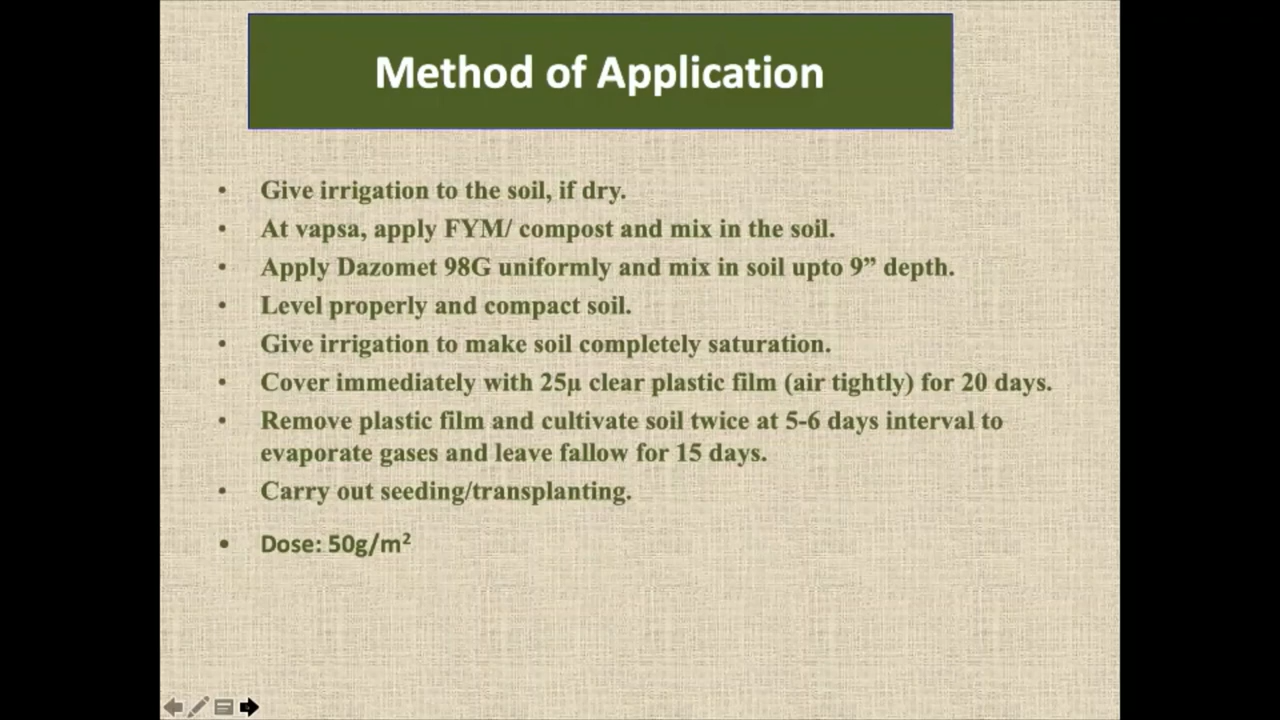 Method of Application
• Give irrigation to the soil, if dry.
• At vapsa, apply FYM/ compost and mix in the soil.
• Apply Dazomet 98G uniformly and mix in soil upto 9” depth.
• Level properly and compact soil.
• Give irrigation to make soil completely saturation.
• Cover immediately with 25μ clear plastic film (air tightly) for 20 days.
• Remove plastic film and cultivate soil twice at 5-6 days interval to
evaporate gases and leave fallow for 15 days.
• Carry out seeding/transplanting.
• Dose: 50g/m²